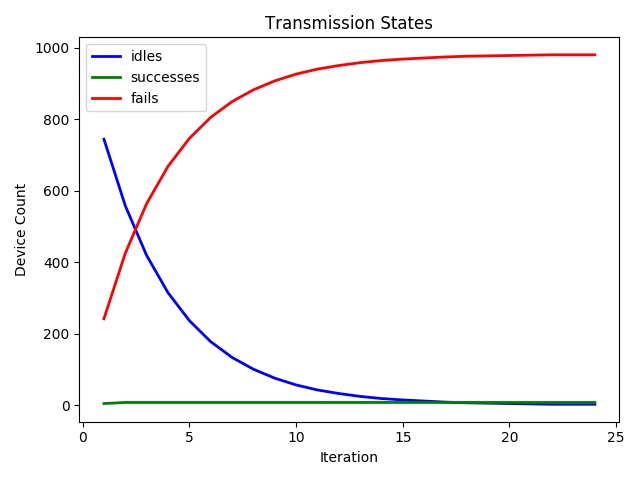 Transmission States
idles
successes
fails
Device Count
1000
800
600
400
200
0
0 5 10 15 20 25
Iteration